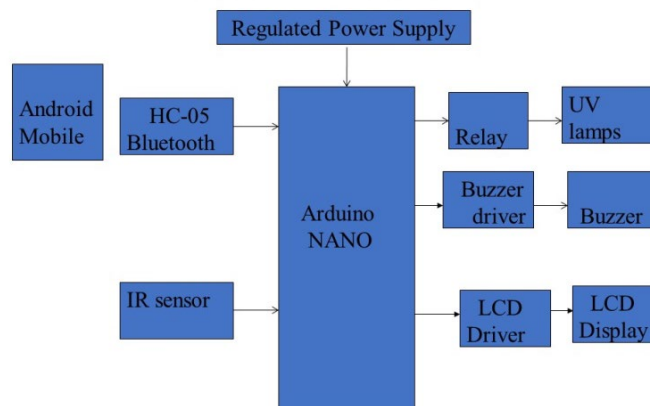 Regulated Power Supply
Android
Mobile
HC-05
Bluetooth
IR sensor
Arduino
NANO
Relay
UV
lamps
Buzzer
driver
Buzzer
LCD
Driver
LCD
Display